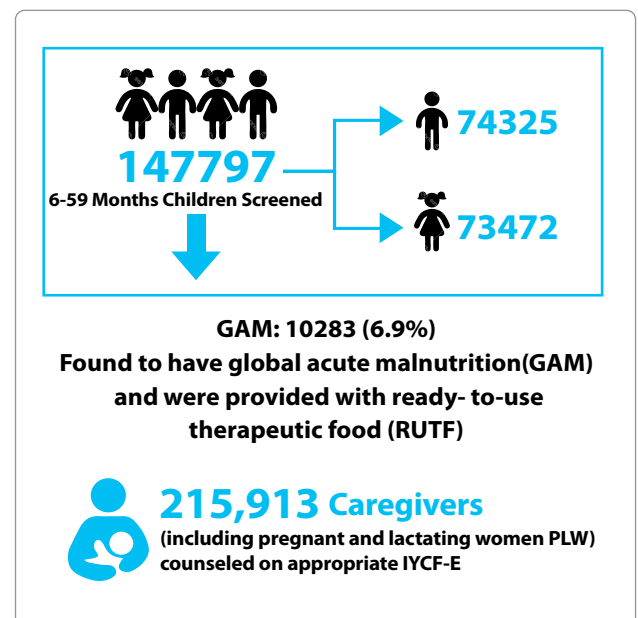 147797
6-59 Months Children Screened
74325
73472
GAM: 10283 (6.9%)
Found to have global acute malnutrition(GAM)
and were provided with ready- to-use
therapeutic food (RUTF)
215,913 Caregivers
(including pregnant and lactating women PLW)
counseled on appropriate IYCF-E